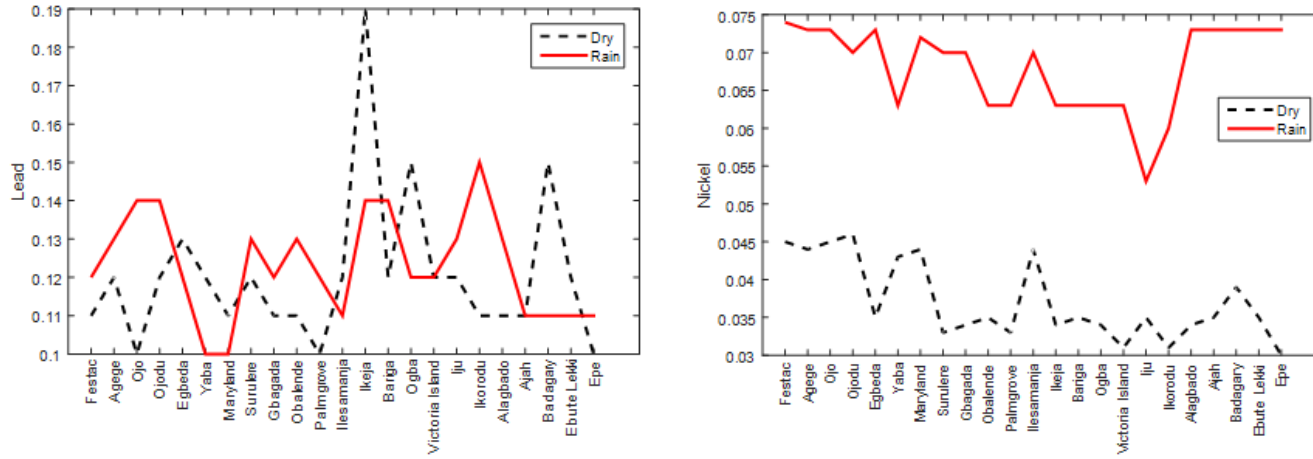 0.19
0.18
0.17
0.16
0.15
0.14
0.13
0.12
0.11
0.1
Lead
Dry
Rain
Festac
Agege
Ojo
Ojodu
Egbeda
Yaba
Maryland
Surulere
Gbagada
Obalende
Palmgrove
Ilesamanja
Ikeja
Bariga
Ogba
Victoria Island
Iju
Ikorodu
Alagbado
Ajah
Badagary
Ebute Lekki
Epe
0.075
0.07
0.065
0.06
0.055
0.05
0.045
0.04
0.035
0.03
Nickel
Dry
Rain
Festac
Agege
Ojo
Ojodu
Egbeda
Yaba
Maryland
Surulere
Gbagada
Obalende
Palmgrove
Ilesamanja
Ikeja
Bariga
Ogba
Victoria Island
Iju
Ikorodu
Alagbado
Ajah
Badagary
Ebute Lekki
Epe